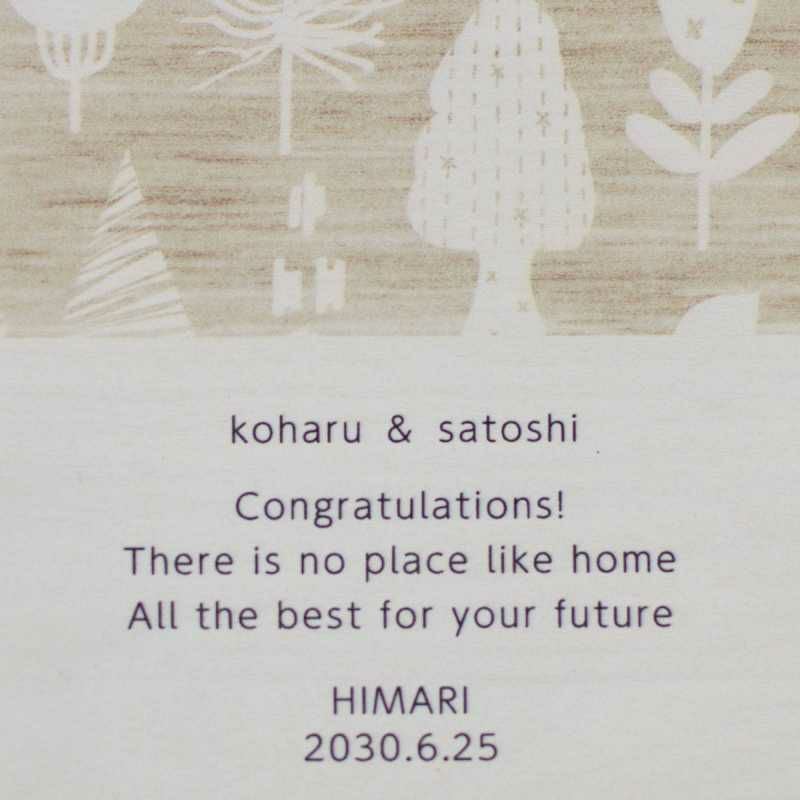 koharu & satoshi
Congratulations!
There is no place like home
All the best for your future
HIMARI
2030.6.25